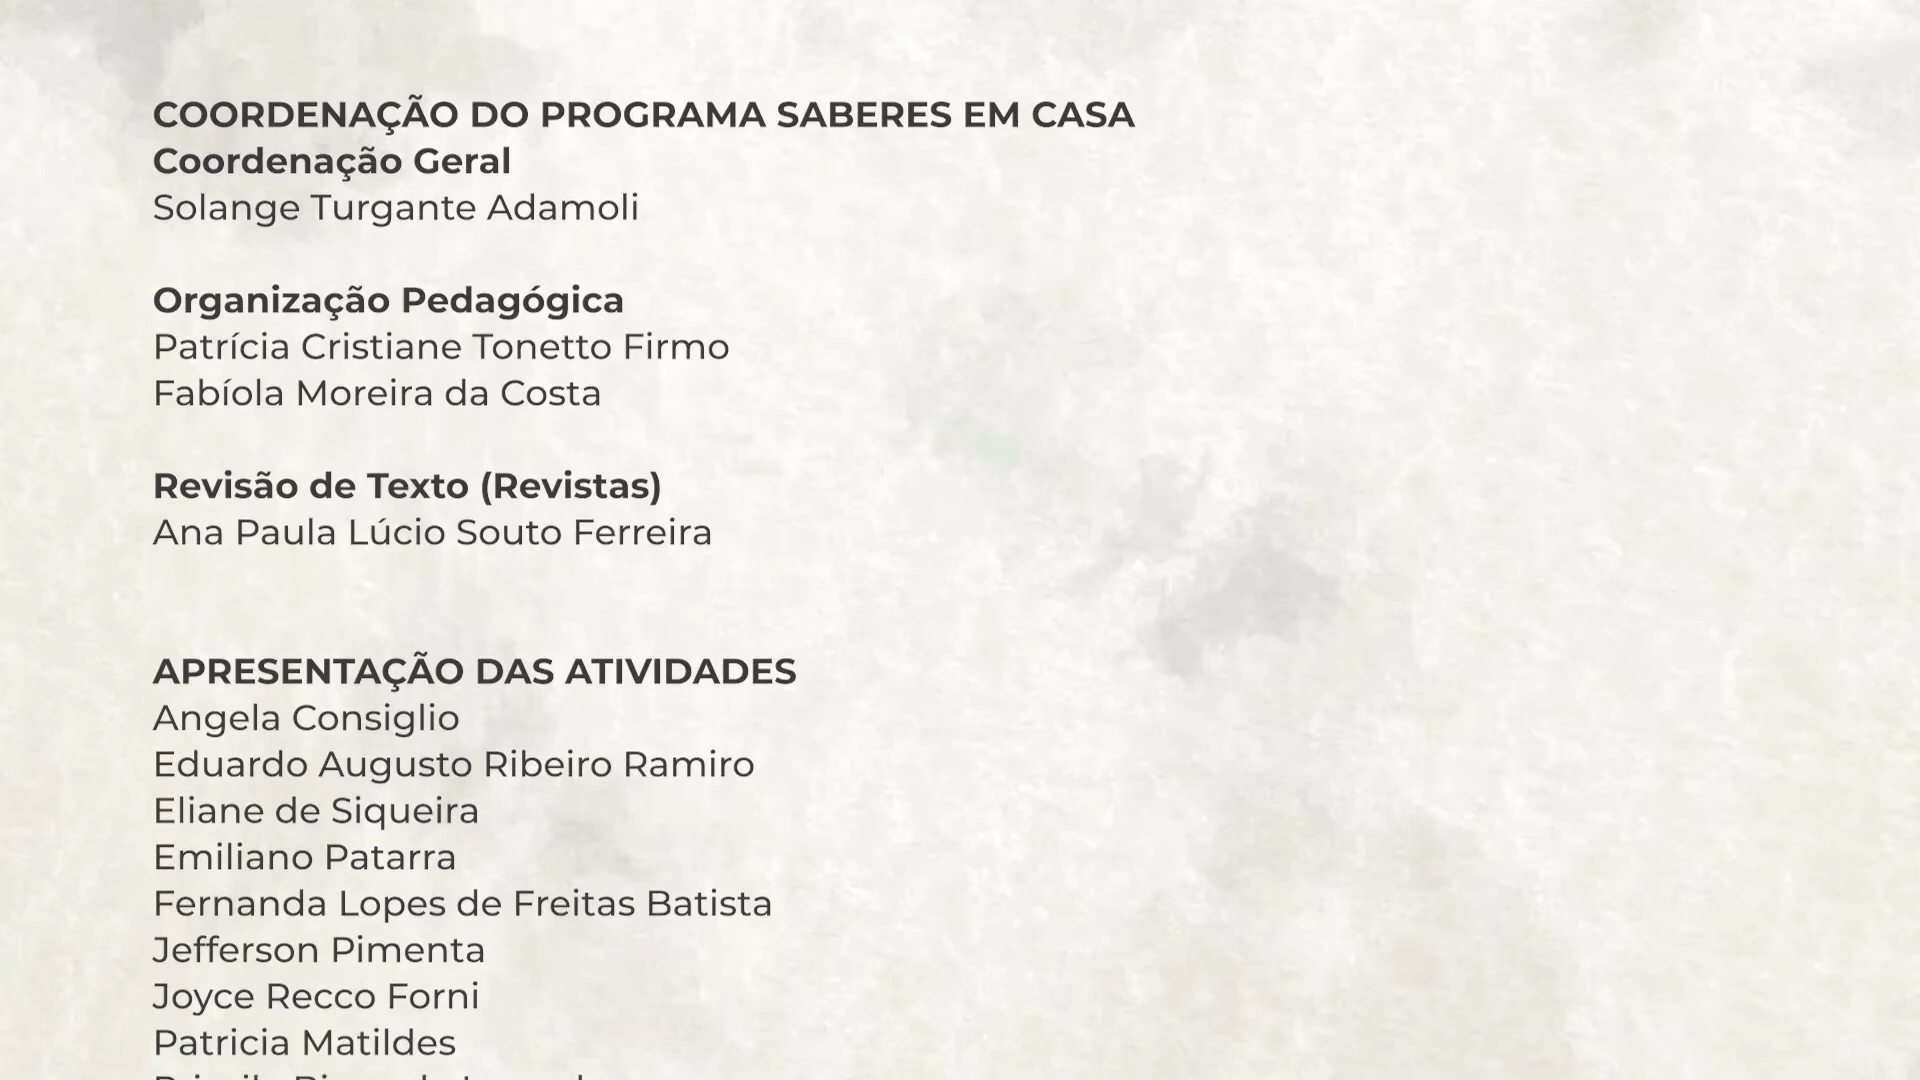 COORDENAÇÃO DO PROGRAMA SABERES EM CASA
Coordenação Geral
Solange Turgante Adamoli
Organização Pedagógica
Patrícia Cristiane Tonetto Firmo
Fabíola Moreira da Costa
Revisão de Texto (Revistas)
Ana Paula Lúcio Souto Ferreira
APRESENTAÇÃO DAS ATIVIDADES
Angela Consiglio
Eduardo Augusto Ribeiro Ramiro
Eliane de Siqueira
Emiliano Patarra
Fernanda Lopes de Freitas Batista
Jefferson Pimenta
Joyce Recco Forni
Patricia Matildes